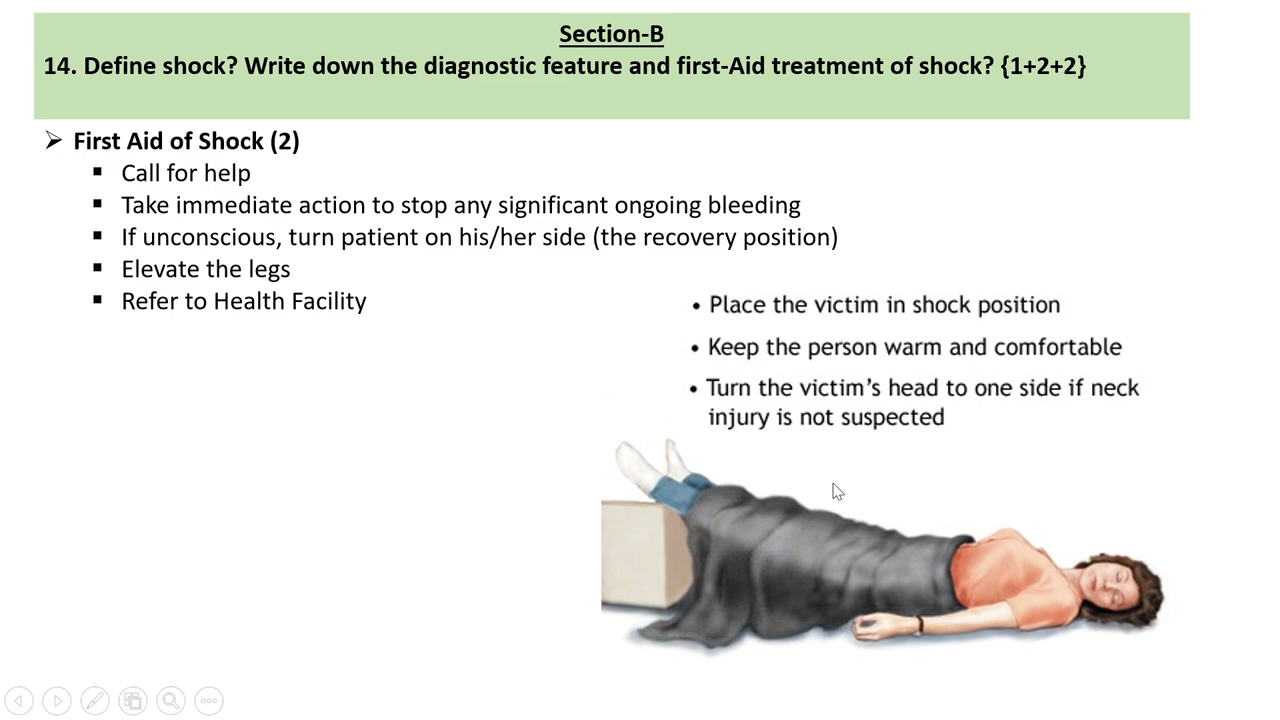 Section-B
14. Define shock? Write down the diagnostic feature and first-Aid treatment of shock? {1+2+2}
First Aid of Shock (2)
Call for help
Take immediate action to stop any significant ongoing bleeding
If unconscious, turn patient on his/her side (the recovery position)
Elevate the legs
Refer to Health Facility
• Place the victim in shock position
• Keep the person warm and comfortable
• Turn the victim's head to one side if neck
injury is not suspected